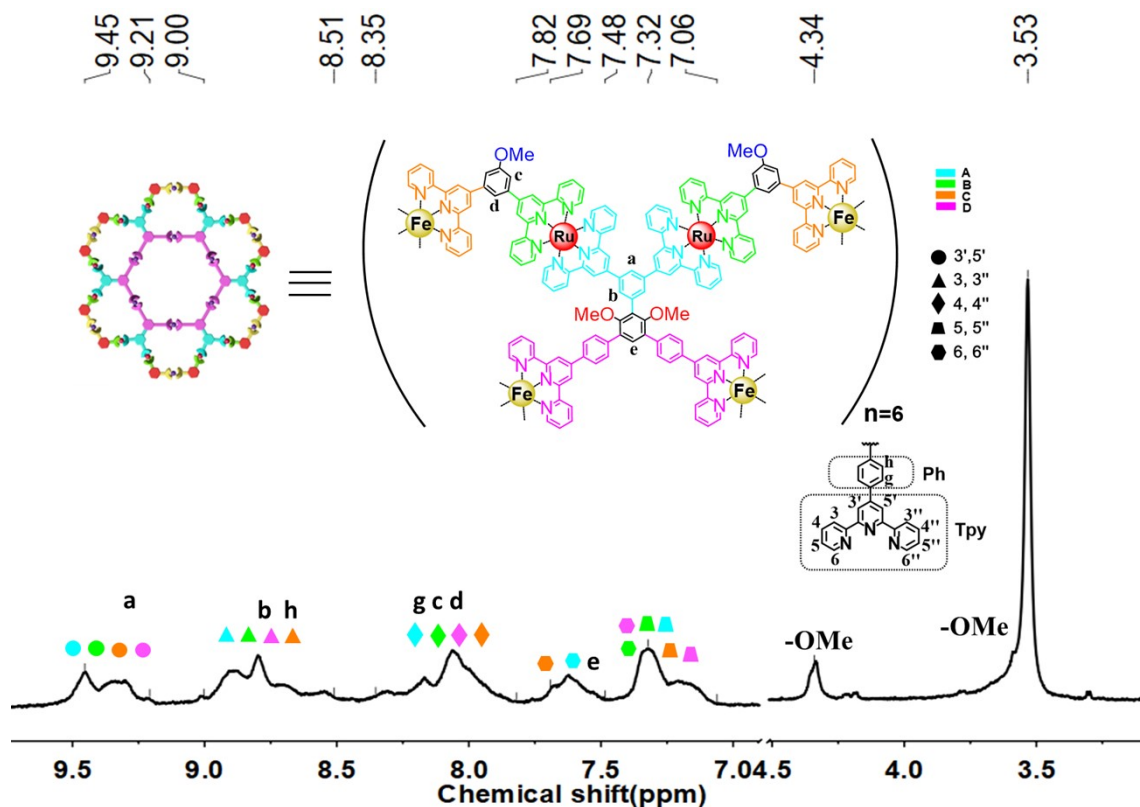 9.45 9.21 9.00 8.51 8.35 7.82 7.69 7.48 7.32 7.06 4.34 3.53
OMe OMe
c
d
N N N N N N N N N N N N
Fe Ru Ru Fe
A
B
C
D
a
b
MeO OMe
e
N N N N N N
Fe Fe
n=6
3',5'
3, 3"
4, 4"
5, 5"
6, 6"
h
g
Ph
3' 5'
4 3 3'' 4''
5 N N N 5''
6 6''
Tpy
a b h g c d e -OMe -OMe
9.5 9.0 8.5 8.0 7.5 7.0 4.5 4.0 3.5
Chemical shift(ppm)